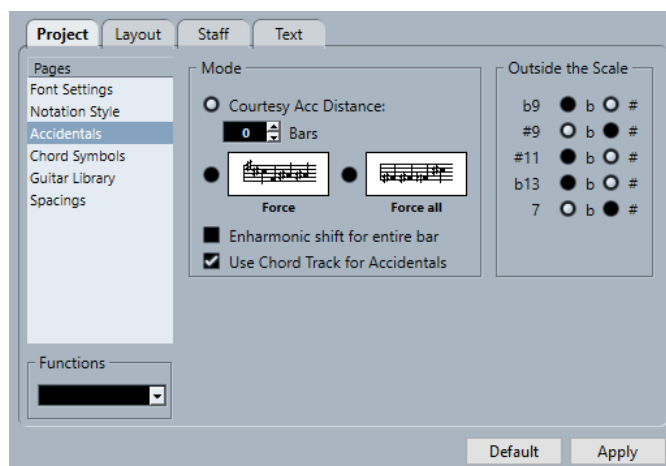 Project Layout Staff Text
Pages
Font Settings
Notation Style
Accidentals
Chord Symbols
Guitar Library
Spacings
Functions
Mode
Courtesy Acc Distance:
0 Bars
Force Force all
Enharmonic shift for entire bar
Use Chord Track for Accidentals
Outside the Scale
b9 b #
#9 b #
#11 b #
b13 b #
7 b #
Default Apply